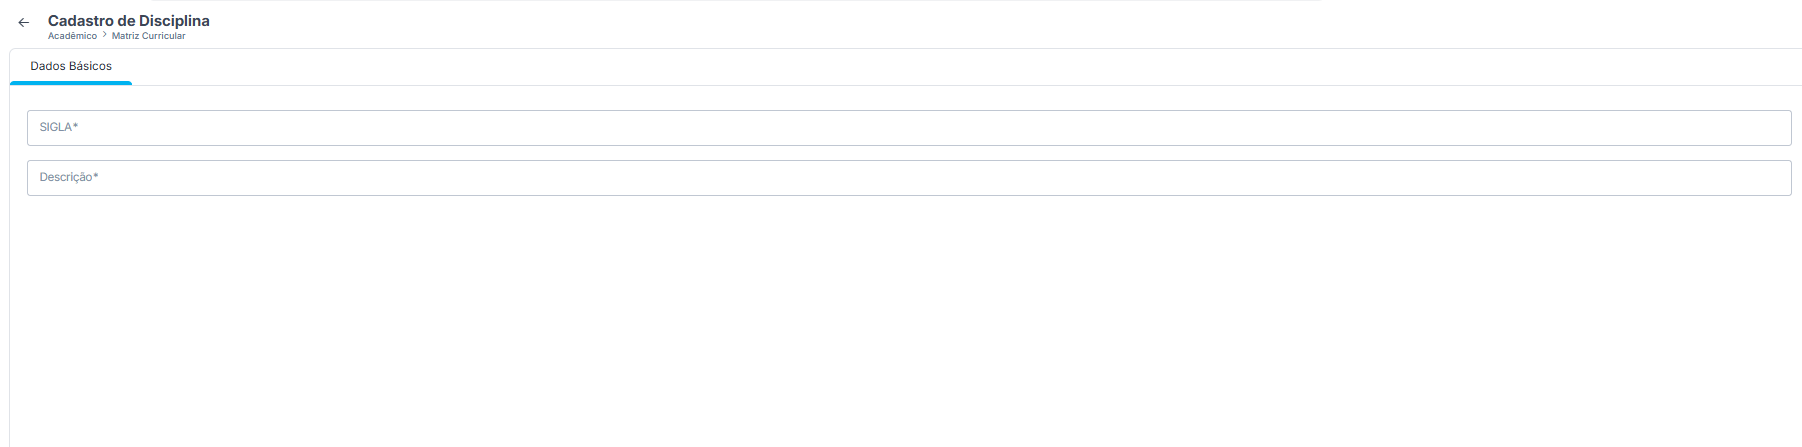 Cadastro de Disciplina
Acadêmico > Matriz Curricular
Dados Básicos
SIGLA*
Descrição*